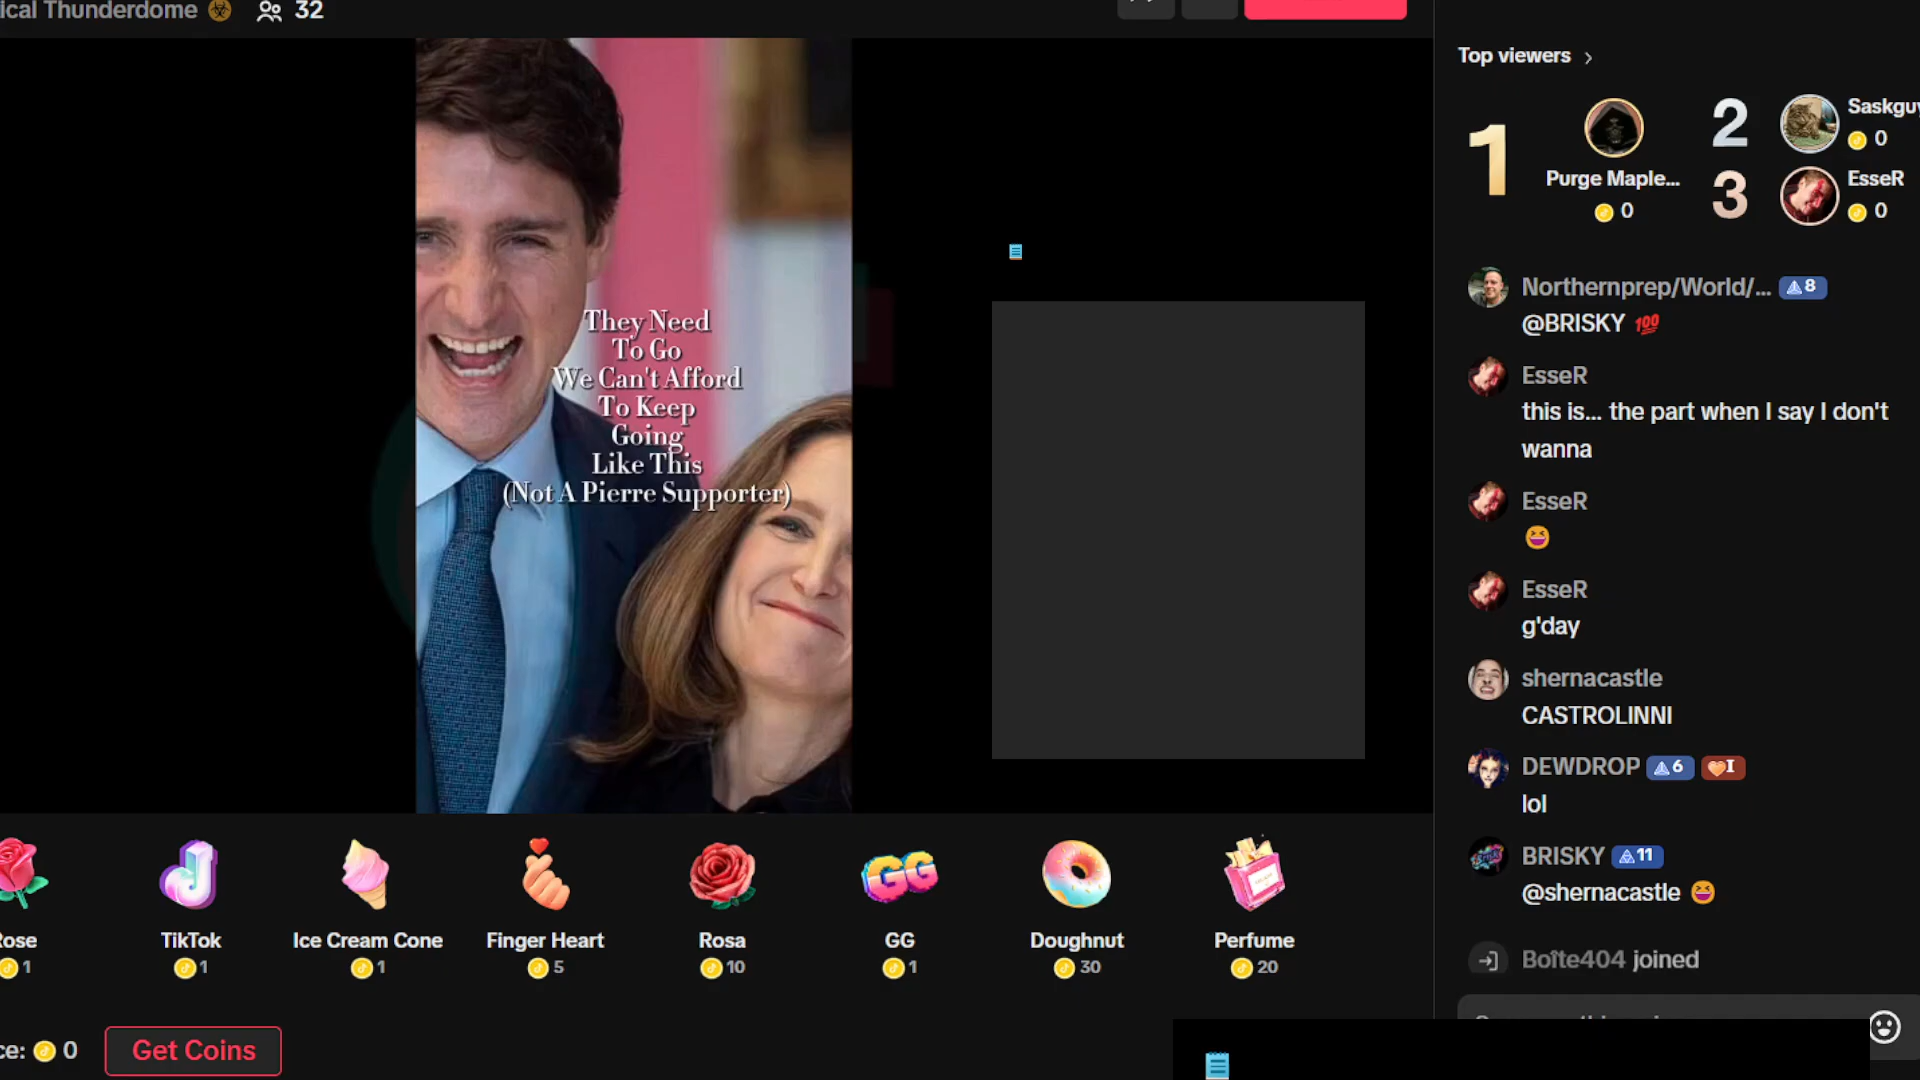 ical Thunderdome 32
They Need
To Go
We Can't Afford
To Keep
Going
Like This
(Not A Pierre Supporter)
Rose
1
TikTok
1
Ice Cream Cone
1
Finger Heart
5
Rosa
10
GG
1
Doughnut
30
Perfume
20
ce: 0 Get Coins
Top viewers
1
Purge Maple...
0
2
Saskguy
0
3
EsseR
0
Northernprep/World/... 8
@BRISKY 💯
EsseR
this is... the part when I say I don't
wanna
EsseR
😆
EsseR
g'day
shernacastle
CASTROLINNI
DEWDROP 6 I
lol
BRISKY 11
@shernacastle 😆
Boîte404 joined